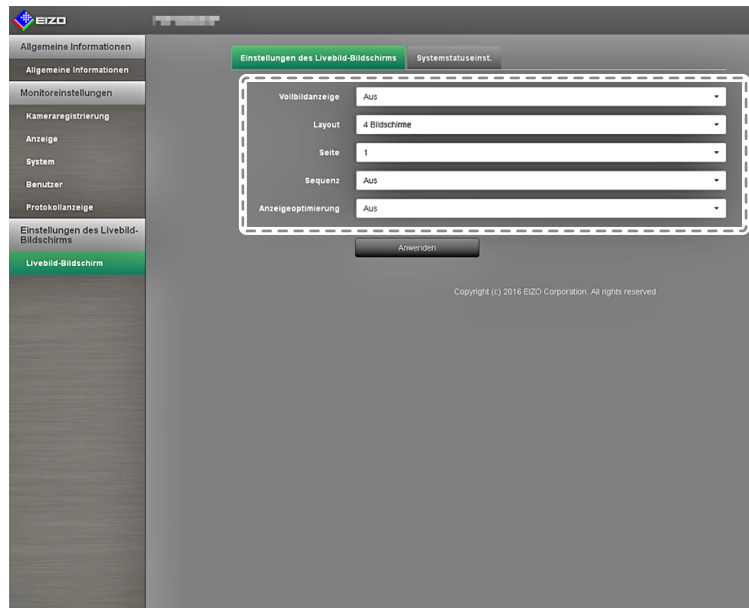 EIZO
Allgemeine Informationen
Allgemeine Informationen
Monitoreinstellungen
Kameraregistrierung
Anzeige
System
Benutzer
Protokollanzeige
Einstellungen des Livebild-
Bildschirms
Livebild-Bildschirm
Einstellungen des Livebild-Bildschirms Systemstatuseinst.
Vollbildanzeige Aus
Layout 4 Bildschirme
Seite 1
Sequenz Aus
Anzeigeoptimierung Aus
Anwenden
Copyright (c) 2016 EIZO Corporation. All rights reserved.